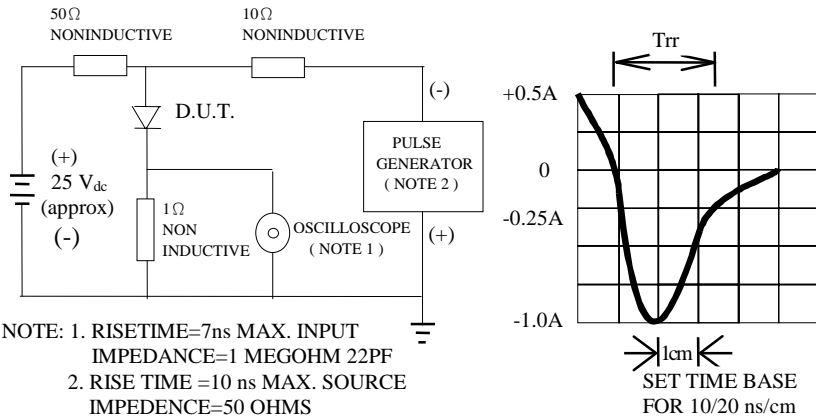 50Ω
NONINDUCTIVE
10Ω
NONINDUCTIVE
Trr
D.U.T.
(-)
+0.5A
PULSE
GENERATOR
( NOTE 2 )
(+)
25 Vdc
(approx)
(-)
1Ω
NON
INDUCTIVE
OSCILLOSCOPE
( NOTE 1 )
(+)
0
-0.25A
-1.0A
1cm
SET TIME BASE
FOR 10/20 ns/cm
NOTE: 1. RISETIME=7ns MAX. INPUT
IMPEDANCE=1 MEGOHM 22PF
2. RISE TIME =10 ns MAX. SOURCE
IMPEDENCE=50 OHMS